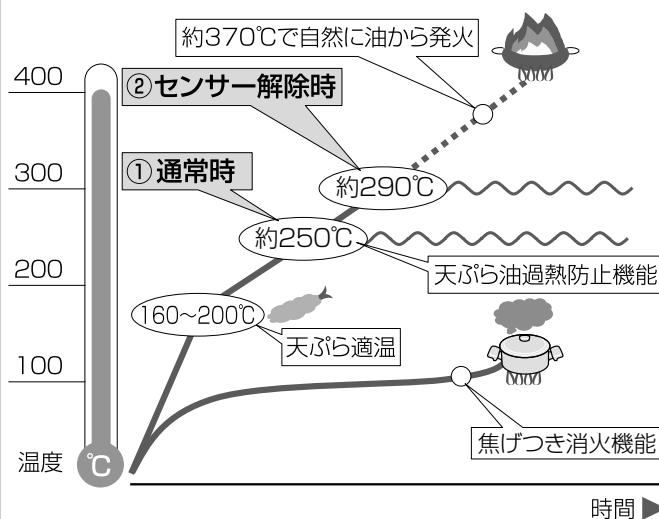 約370℃で自然に油から発火
400
②センサー解除時
①通常時
300
約290℃
約250℃
200
天ぷら油過熱防止機能
160～200℃
天ぷら適温
100
焦げつき消火機能
温度
℃
時間